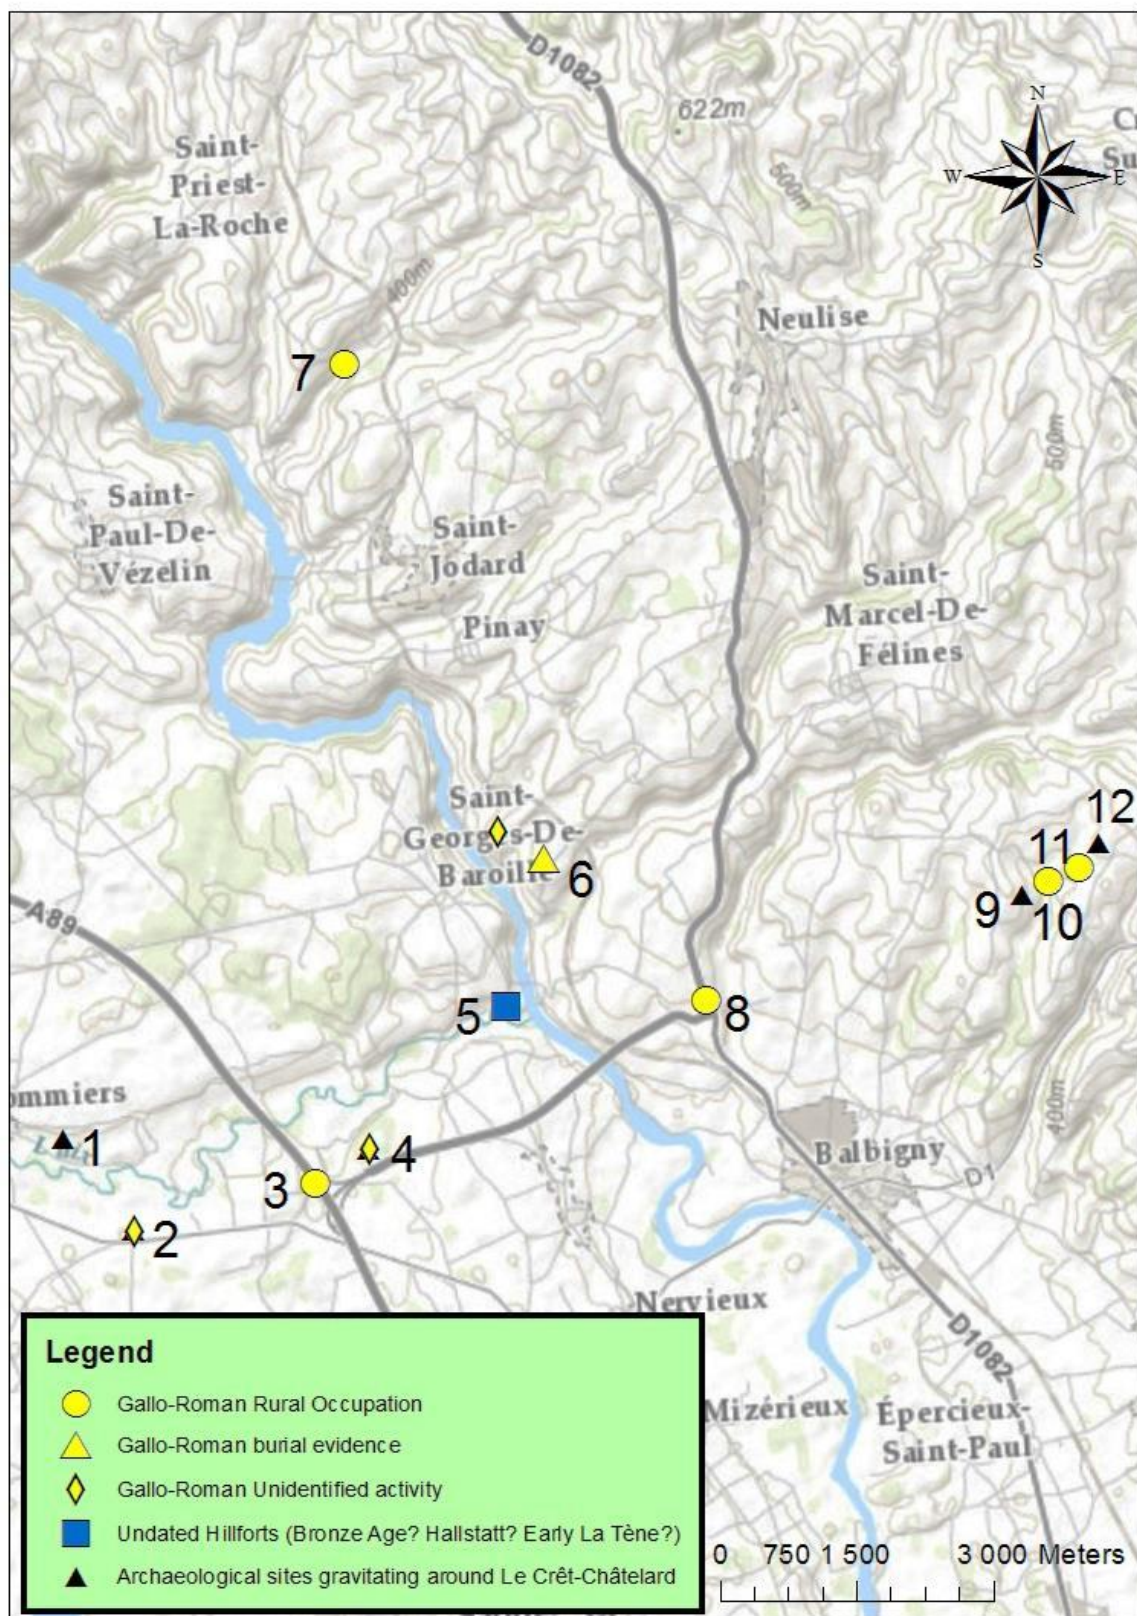 D1082
622m
N
W
E
S
Saint-
Priest-
La-Roche
500m
400m
Neulise
7
500m
Saint-
Paul-De-
Vézelin
Saint-
Jodard
Pinay
Saint-
Marcel-De-
Félines
Saint-
Georges-De-
Baroille
6
12
11
9
10
A89
5
8
ommiers
1
4
3
2
400m
Balbigny
D1
Nervieux
D1082
Mizérieux
Épercieux-
Saint-Paul
Legend
Gallo-Roman Rural Occupation
Gallo-Roman burial evidence
Gallo-Roman Unidentified activity
Undated Hillforts (Bronze Age? Hallstatt? Early La Tène?)
Archaeological sites gravitating around Le Crêt-Châtelard
0 750 1 500 3 000 Meters